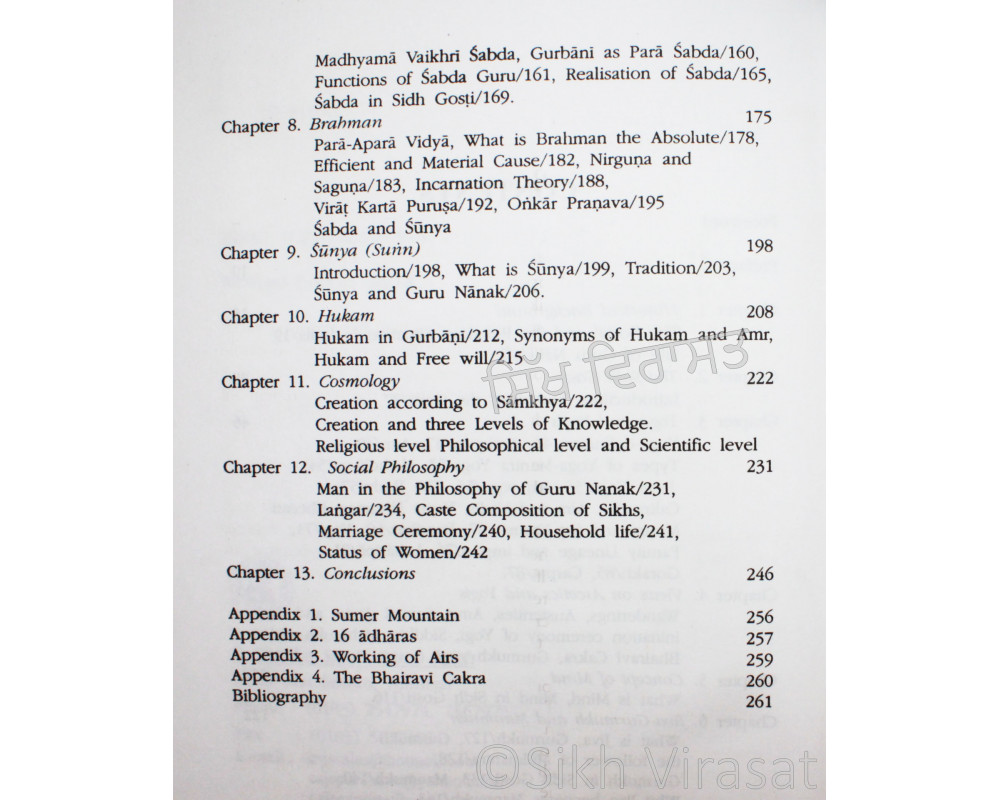 Madhyamā Vaikhrī Śabda, Gurbāni as Parā Śabda/160,
Functions of Śabda Guru/161, Realisation of Śabda/165,
Śabda in Sidh Gosṭi/169.
Chapter 8. Brahman 175
Parā-Aparā Vidyā, What is Brahman the Absolute/178,
Efficient and Material Cause/182, Nirguṇa and
Saguṇa/183, Incarnation Theory/188,
Virāṭ Kartā Puruṣa/192, Oṅkār Praṇava/195
Śabda and Śūnya
Chapter 9. Śūnya (Suṁn) 198
Introduction/198, What is Śūnya/199, Tradition/203,
Śūnya and Guru Nānak/206.
Chapter 10. Hukam 208
Hukam in Gurbāṇī/212, Synonyms of Hukam and Amr,
Hukam and Free will/215
Chapter 11. Cosmology 222
Creation according to Sāmkhya/222,
Creation and three Levels of Knowledge.
Religious level Philosophical level and Scientific level
Chapter 12. Social Philosophy 231
Man in the Philosophy of Guru Nanak/231,
Laṅgar/234, Caste Composition of Sikhs,
Marriage Ceremony/240, Household life/241,
Status of Women/242
Chapter 13. Conclusions 246
Appendix 1. Sumer Mountain 256
Appendix 2. 16 ādhāras 257
Appendix 3. Working of Airs 259
Appendix 4. The Bhairavī Cakra 260
Bibliography 261
ਸਿੱਖ ਵਿਰਾਸਤ
©Sikh Virasat